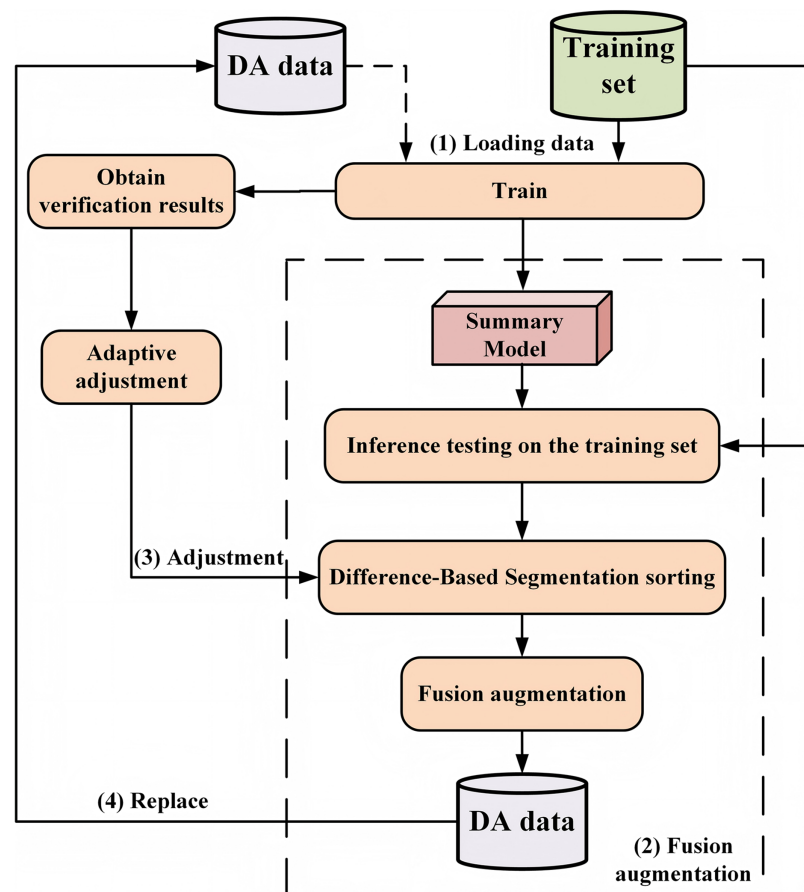 DA data
Training
set
(1) Loading data
Train
Obtain
verification results
Summary
Model
Adaptive
adjustment
Inference testing on the training set
(3) Adjustment
Difference-Based Segmentation sorting
Fusion augmentation
(4) Replace
DA data
(2) Fusion
augmentation